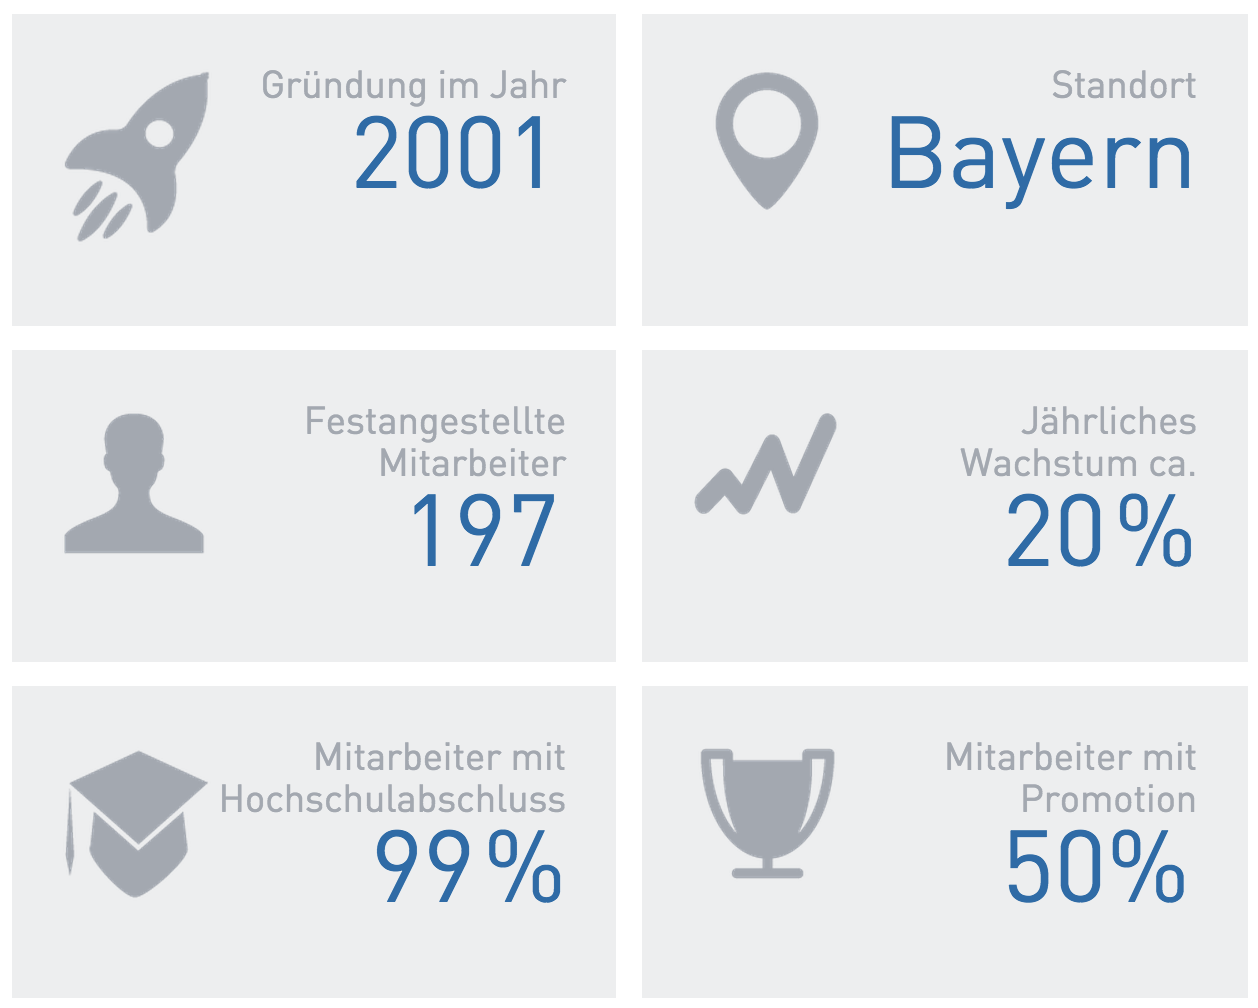 Gründung im Jahr
2001
Standort
Bayern
Festangestellte
Mitarbeiter
197
Jährliches
Wachstum ca.
20%
Mitarbeiter mit
Hochschulabschluss
99%
Mitarbeiter mit
Promotion
50%